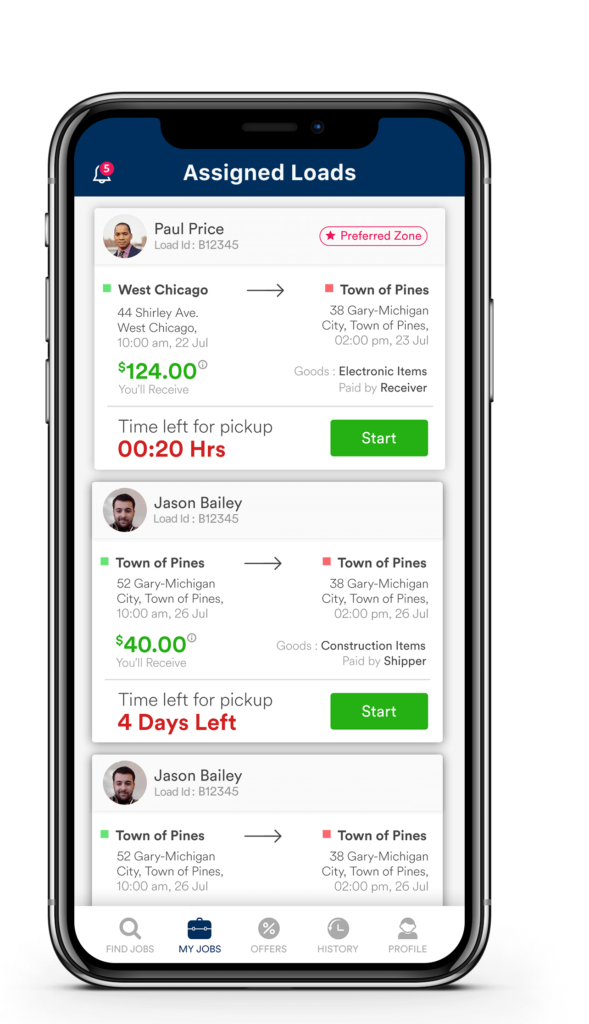 5
Assigned Loads
Paul Price
Load Id : B12345
★ Preferred Zone
West Chicago
Town of Pines
44 Shirley Ave.
West Chicago,
10:00 am, 22 Jul
38 Gary-Michigan
City, Town of Pines,
02:00 pm, 23 Jul
$124.00
You'll Receive
Goods : Electronic Items
Paid by Receiver
Time left for pickup
00:20 Hrs
Start
Jason Bailey
Load Id : B12345
Town of Pines
Town of Pines
52 Gary-Michigan
City, Town of Pines,
10:00 am, 26 Jul
38 Gary-Michigan
City, Town of Pines,
02:00 pm, 26 Jul
$40.00
You'll Receive
Goods : Construction Items
Paid by Shipper
Time left for pickup
4 Days Left
Start
Jason Bailey
Load Id : B12345
Town of Pines
Town of Pines
52 Gary-Michigan
City, Town of Pines,
10:00 am, 26 Jul
38 Gary-Michigan
City, Town of Pines,
02:00 pm, 26 Jul
FIND JOBS
MY JOBS
%
OFFERS
HISTORY
PROFILE